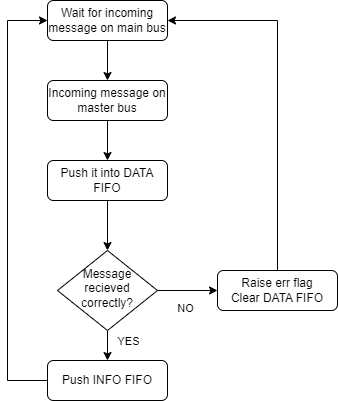 Wait for incoming
message on main bus
Incoming message on
master bus
Push it into DATA
FIFO
Message
recieved
correctly?
NO
Raise err flag
Clear DATA FIFO
YES
Push INFO FIFO